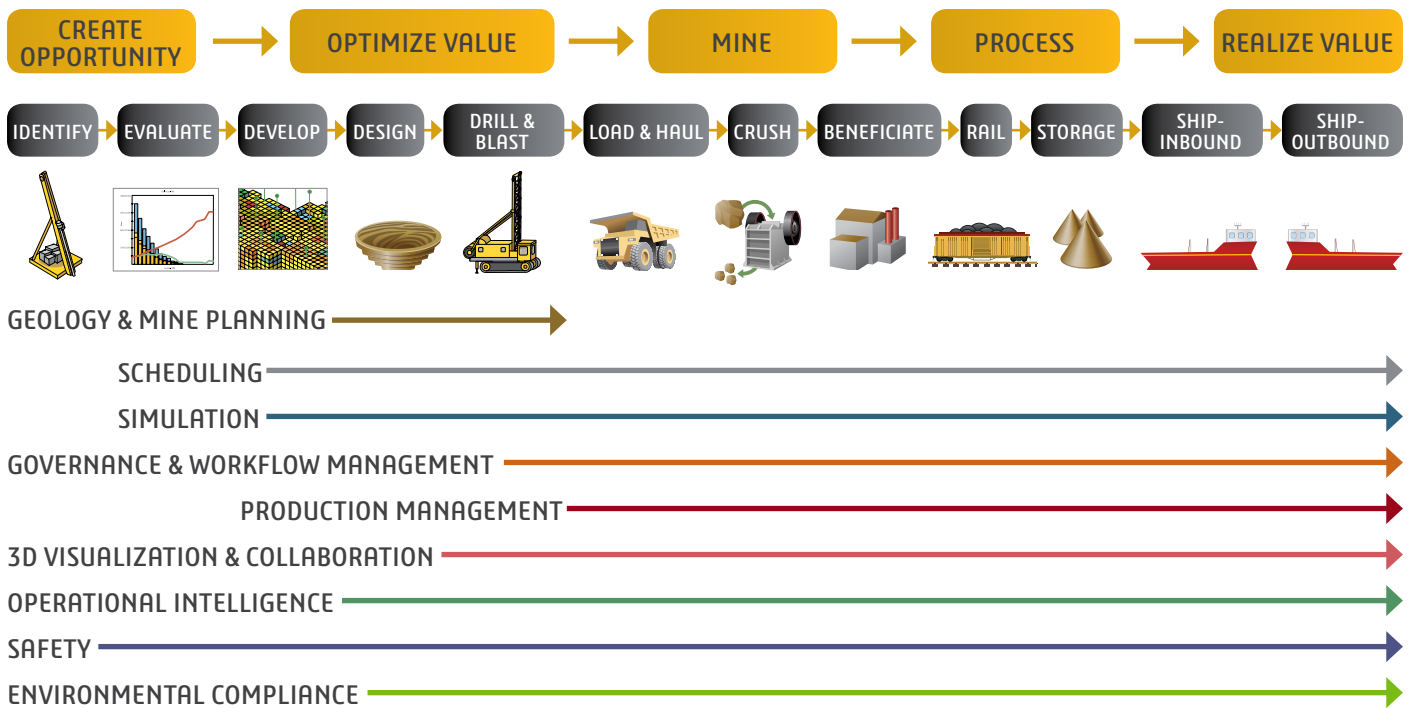 CREATE
OPPORTUNITY
OPTIMIZE VALUE
MINE
PROCESS
REALIZE VALUE
IDENTIFY
EVALUATE
DEVELOP
DESIGN
DRILL &
BLAST
LOAD & HAUL
CRUSH
BENEFICIATE
RAIL
STORAGE
SHIP-
INBOUND
SHIP-
OUTBOUND
GEOLOGY & MINE PLANNING
SCHEDULING
SIMULATION
GOVERNANCE & WORKFLOW MANAGEMENT
PRODUCTION MANAGEMENT
3D VISUALIZATION & COLLABORATION
OPERATIONAL INTELLIGENCE
SAFETY
ENVIRONMENTAL COMPLIANCE